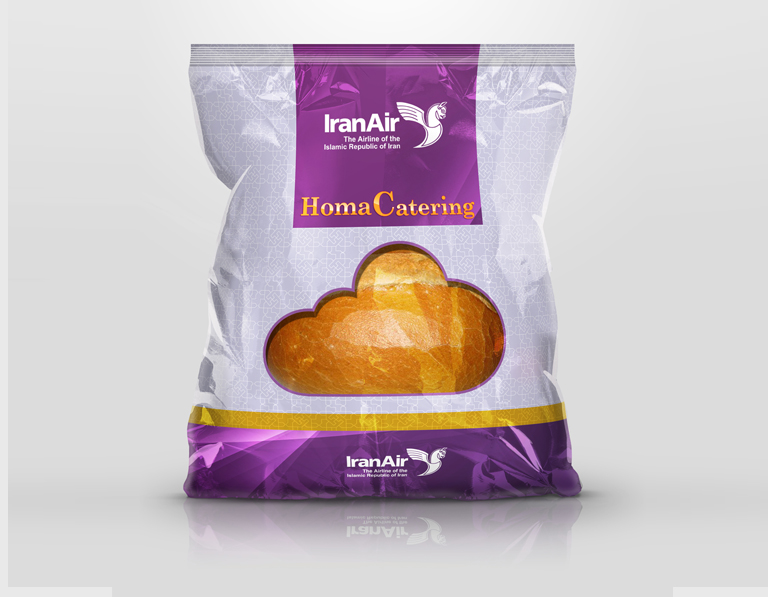 IranAir
The Airline of the
Islamic Republic of Iran
HomaCatering
IranAir
The Airline of the
Islamic Republic of Iran